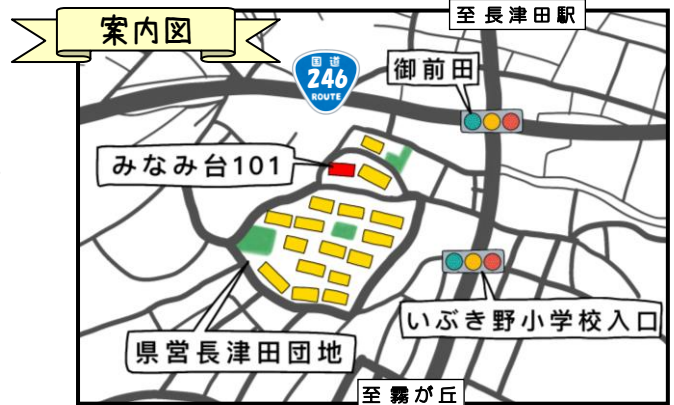 案内図
至 長津田駅
国道
246
ROUTE
御前田
みなみ台101
いぶき野小学校入口
県営長津田団地
至 霧が丘